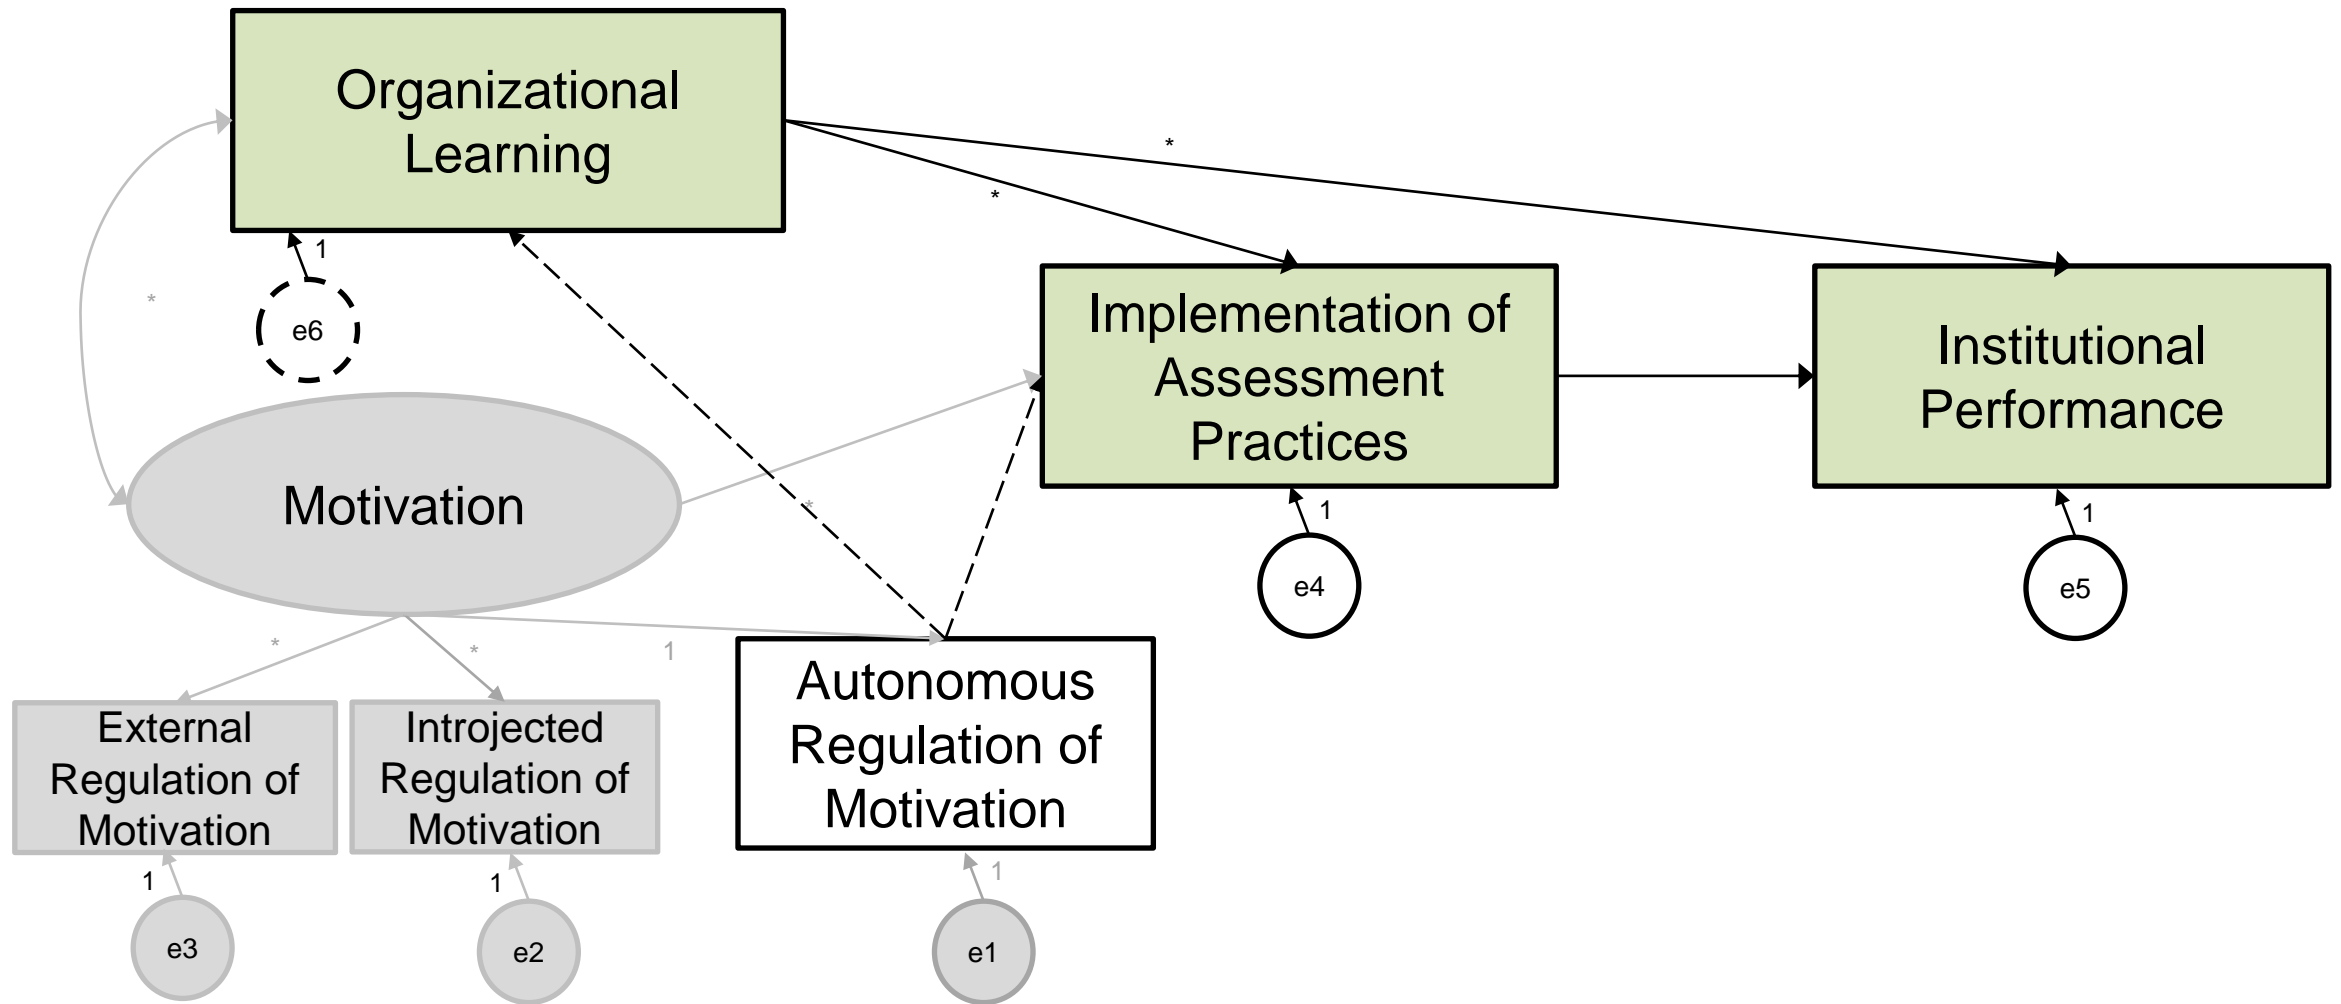 Organizational
Learning
*
*
1
*
e6
Implementation of
Assessment
Practices
Institutional
Performance
Motivation
*
1
1
e4
e5
*
*
1
External
Regulation of
Motivation
Introjected
Regulation of
Motivation
Autonomous
Regulation of
Motivation
1
1
1
e3
e2
e1